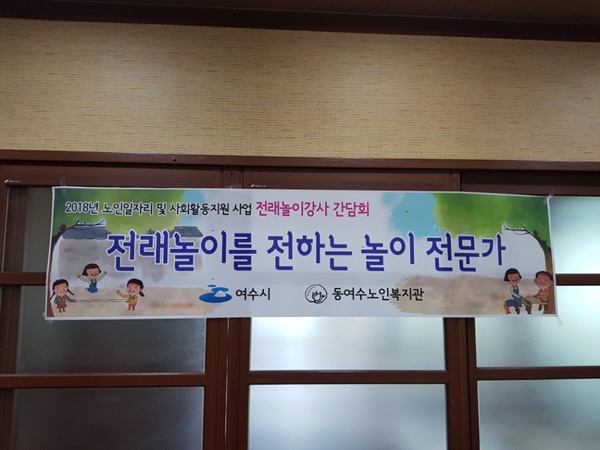 2018년 노인일자리 및 사회활동지원 사업 전래놀이강사 간담회
전래놀이를 전하는 놀이 전문가
여수시 동여수노인복지관